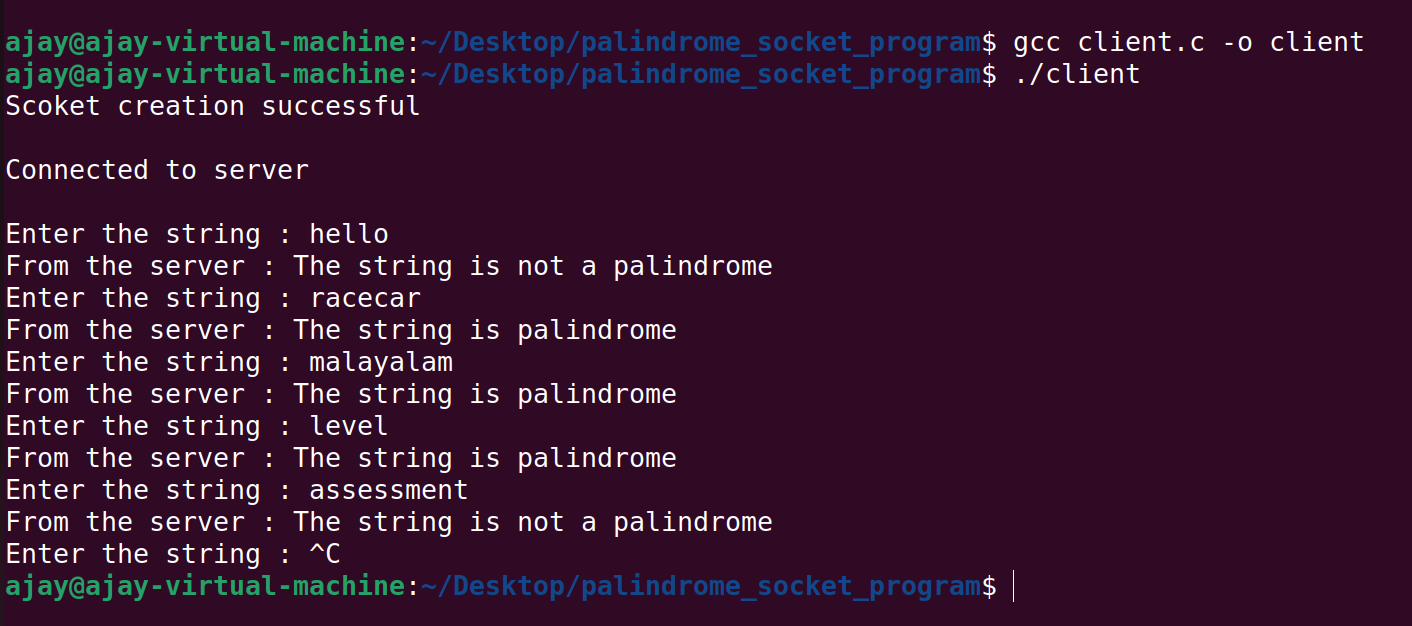 ajay@ajay-virtual-machine:~/Desktop/palindrome_socket_program$ gcc client.c -o client
ajay@ajay-virtual-machine:~/Desktop/palindrome_socket_program$ ./client
Scoket creation successful
Connected to server
Enter the string : hello
From the server : The string is not a palindrome
Enter the string : racecar
From the server : The string is palindrome
Enter the string : malayalam
From the server : The string is palindrome
Enter the string : level
From the server : The string is palindrome
Enter the string : assessment
From the server : The string is not a palindrome
Enter the string : ^C
ajay@ajay-virtual-machine:~/Desktop/palindrome_socket_program$